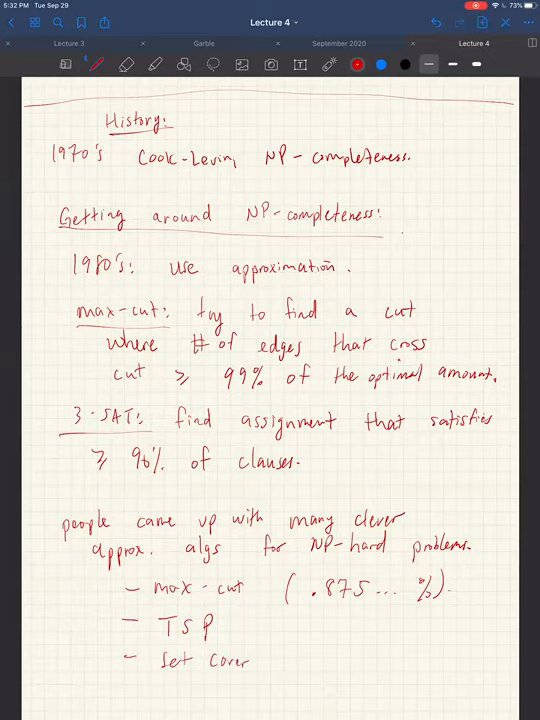 5:32 PM Tue Sep 29
73%
Lecture 4
Lecture 3
Garble
September 2020
Lecture 4
History:
1970's Cook-Levin, NP-completeness.
Getting around NP-completeness:
1980's: use approximation.
max-cut: try to find a cut
where # of edges that cross
cut ≥ 99% of the optimal amount.
3-SAT: find assignment that satisfies
≥ 96% of clauses.
people came up with many clever
approx. algs for NP-hard problems.
- max-cut (.875... %).
- TSP
- set cover